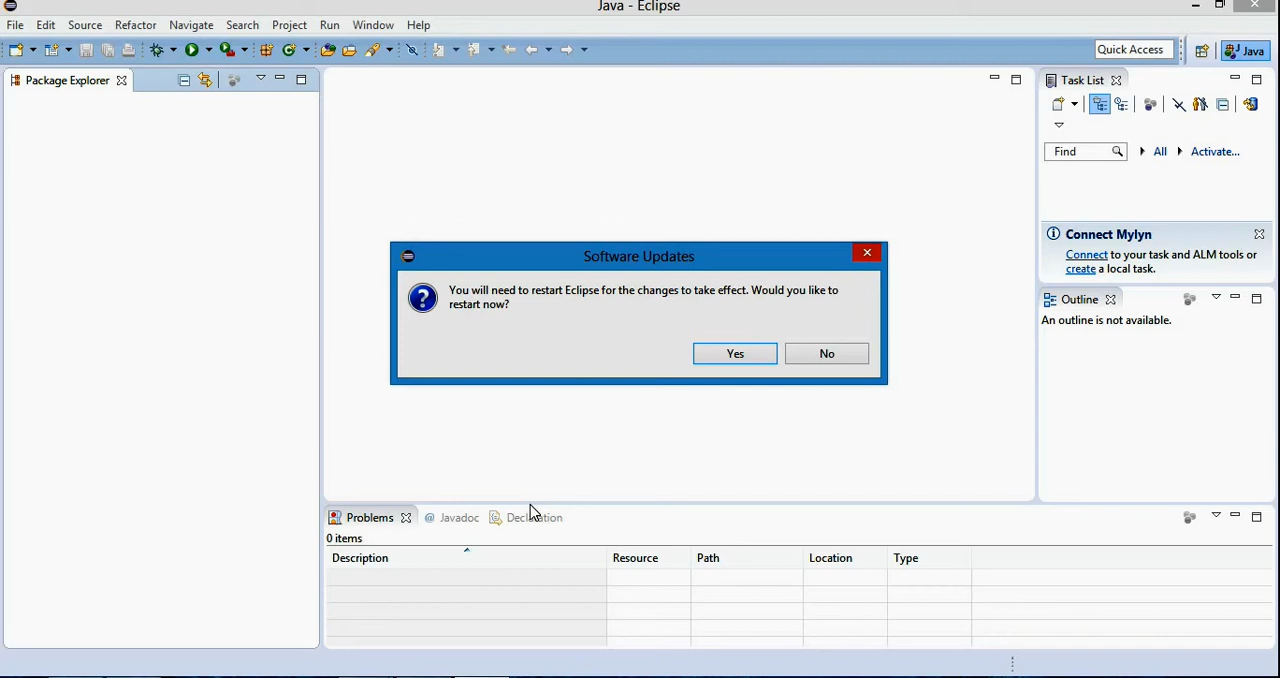 Java - Eclipse
File Edit Source Refactor Navigate Search Project Run Window Help
Quick Access
Java
Package Explorer
Task List
Find
All
Activate...
Connect Mylyn
Connect to your task and ALM tools or
create a local task.
Software Updates
You will need to restart Eclipse for the changes to take effect. Would you like to
restart now?
Yes No
Outline
An outline is not available.
Problems @ Javadoc Declaration
0 items
Description Resource Path Location Type